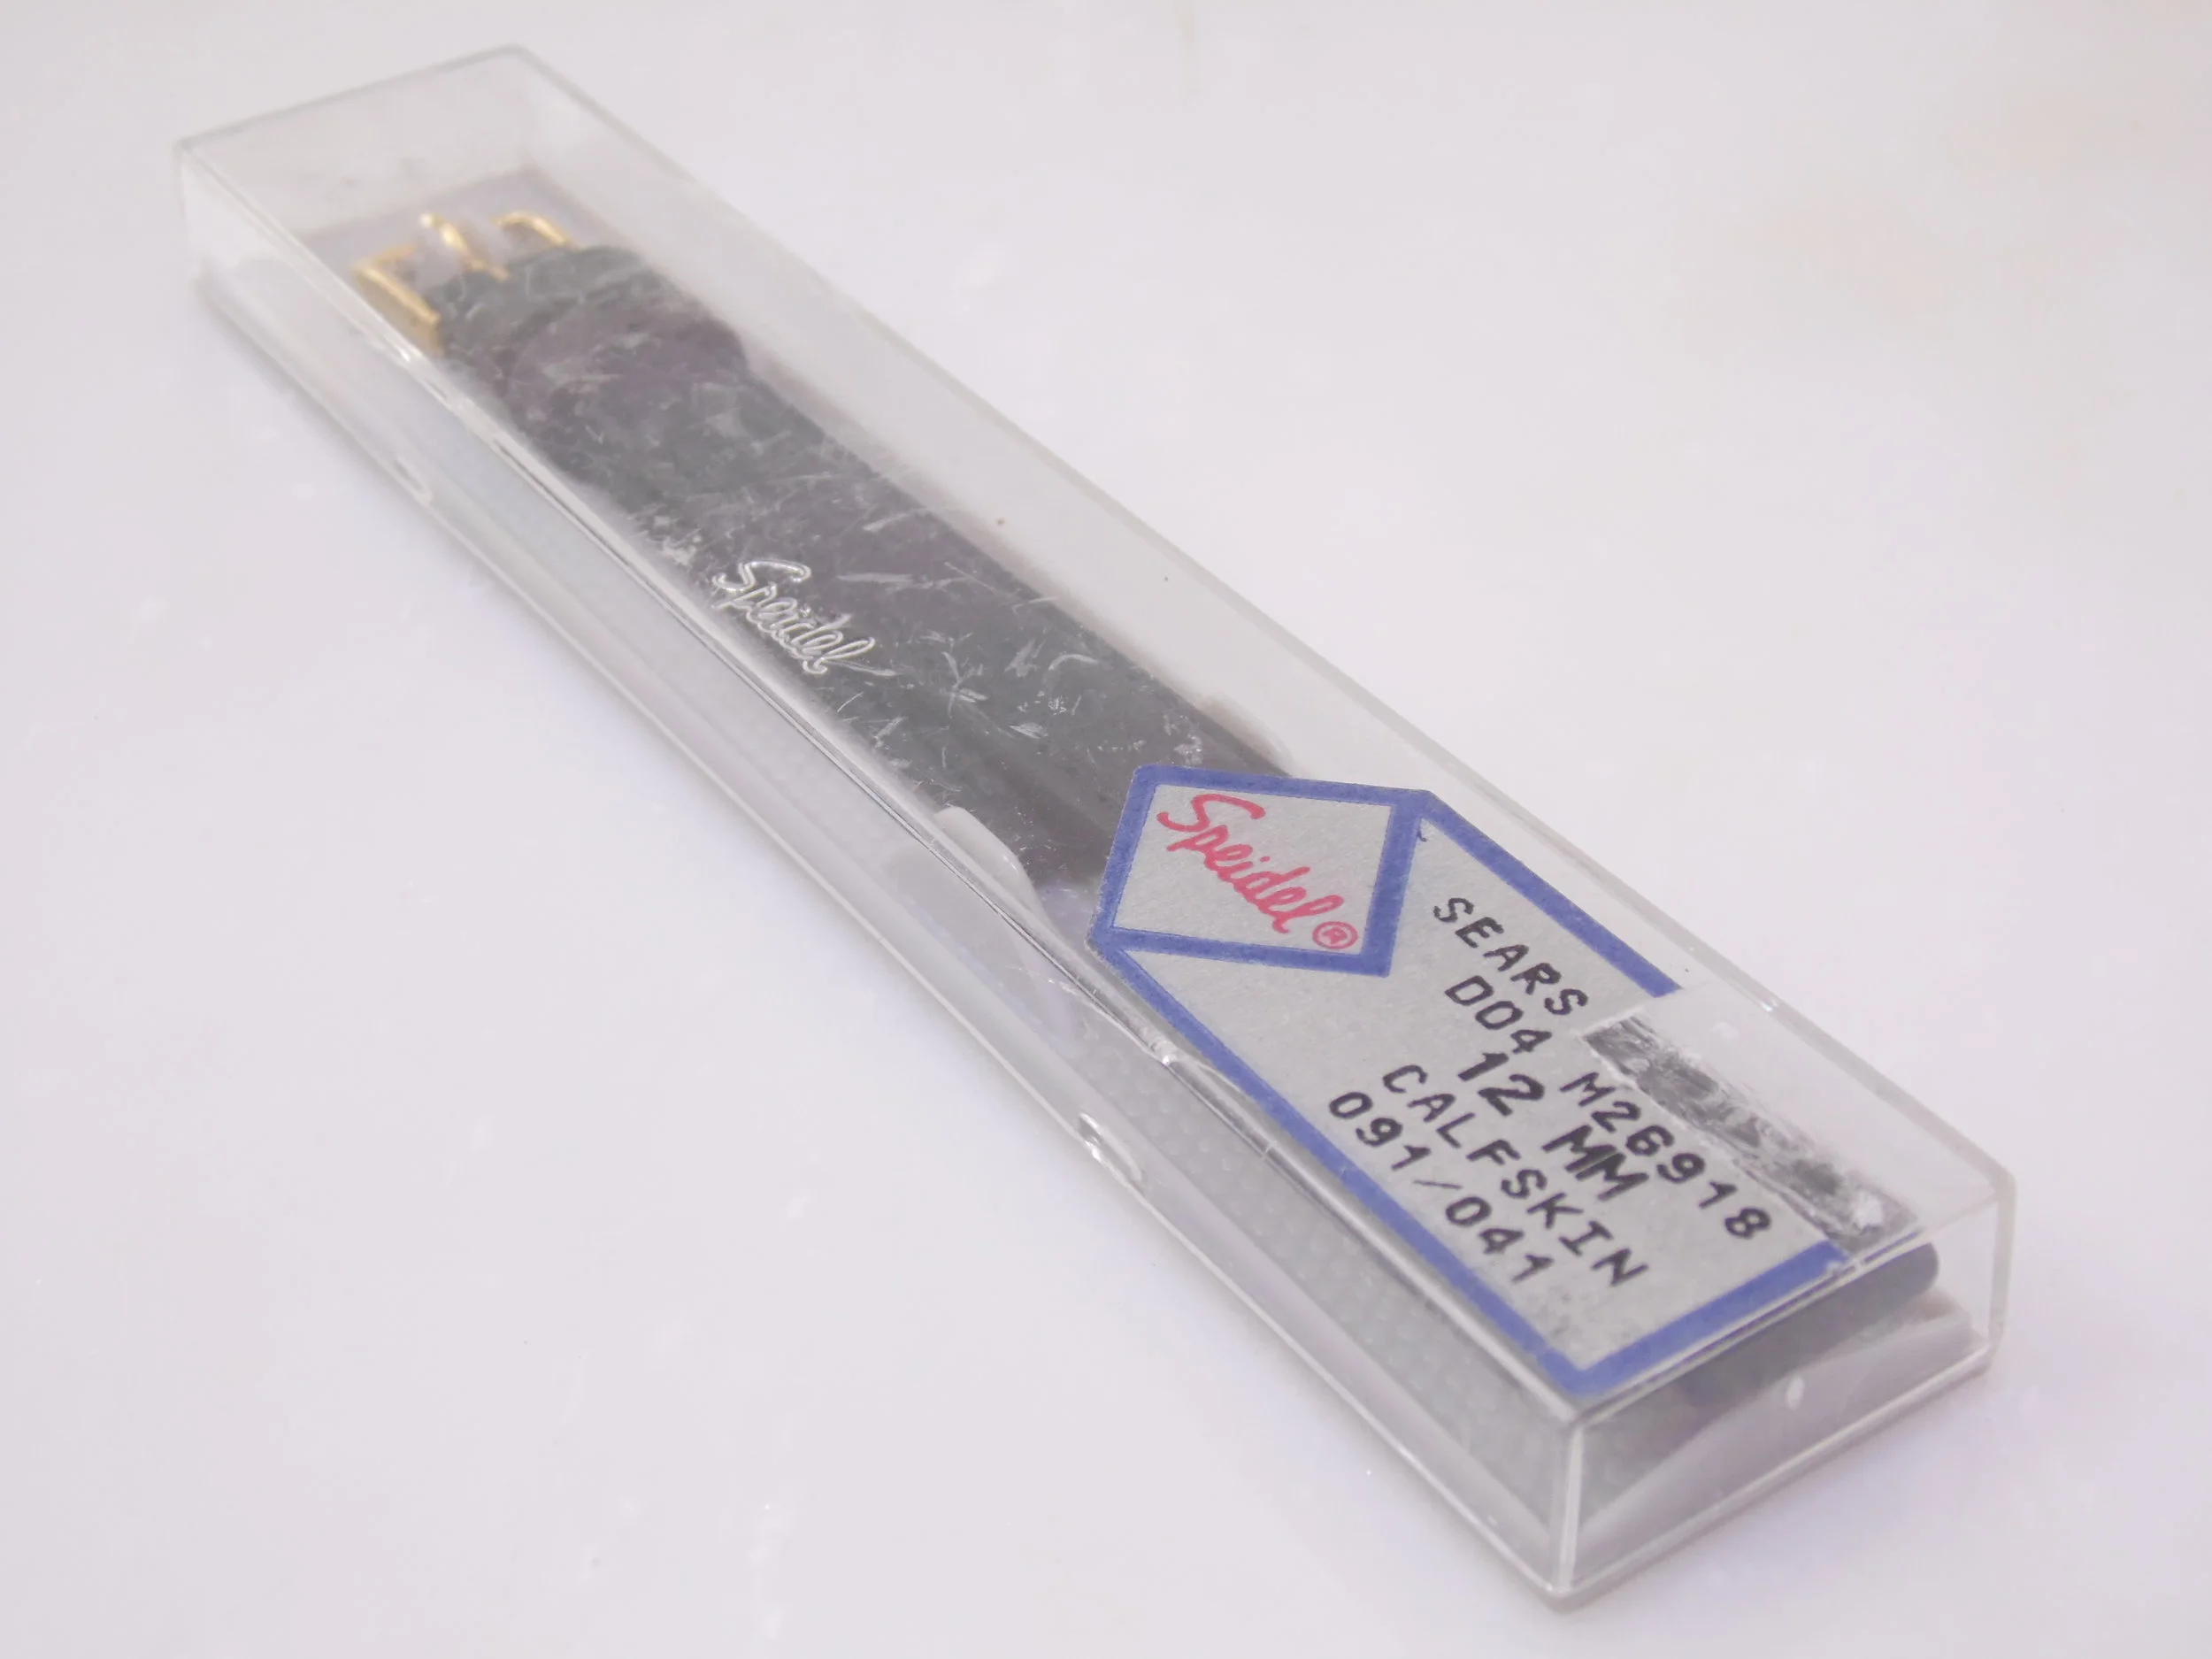 Speidel
Speidel®
SEARS
D04 M26918
12 MM
CALFSKIN
091/041